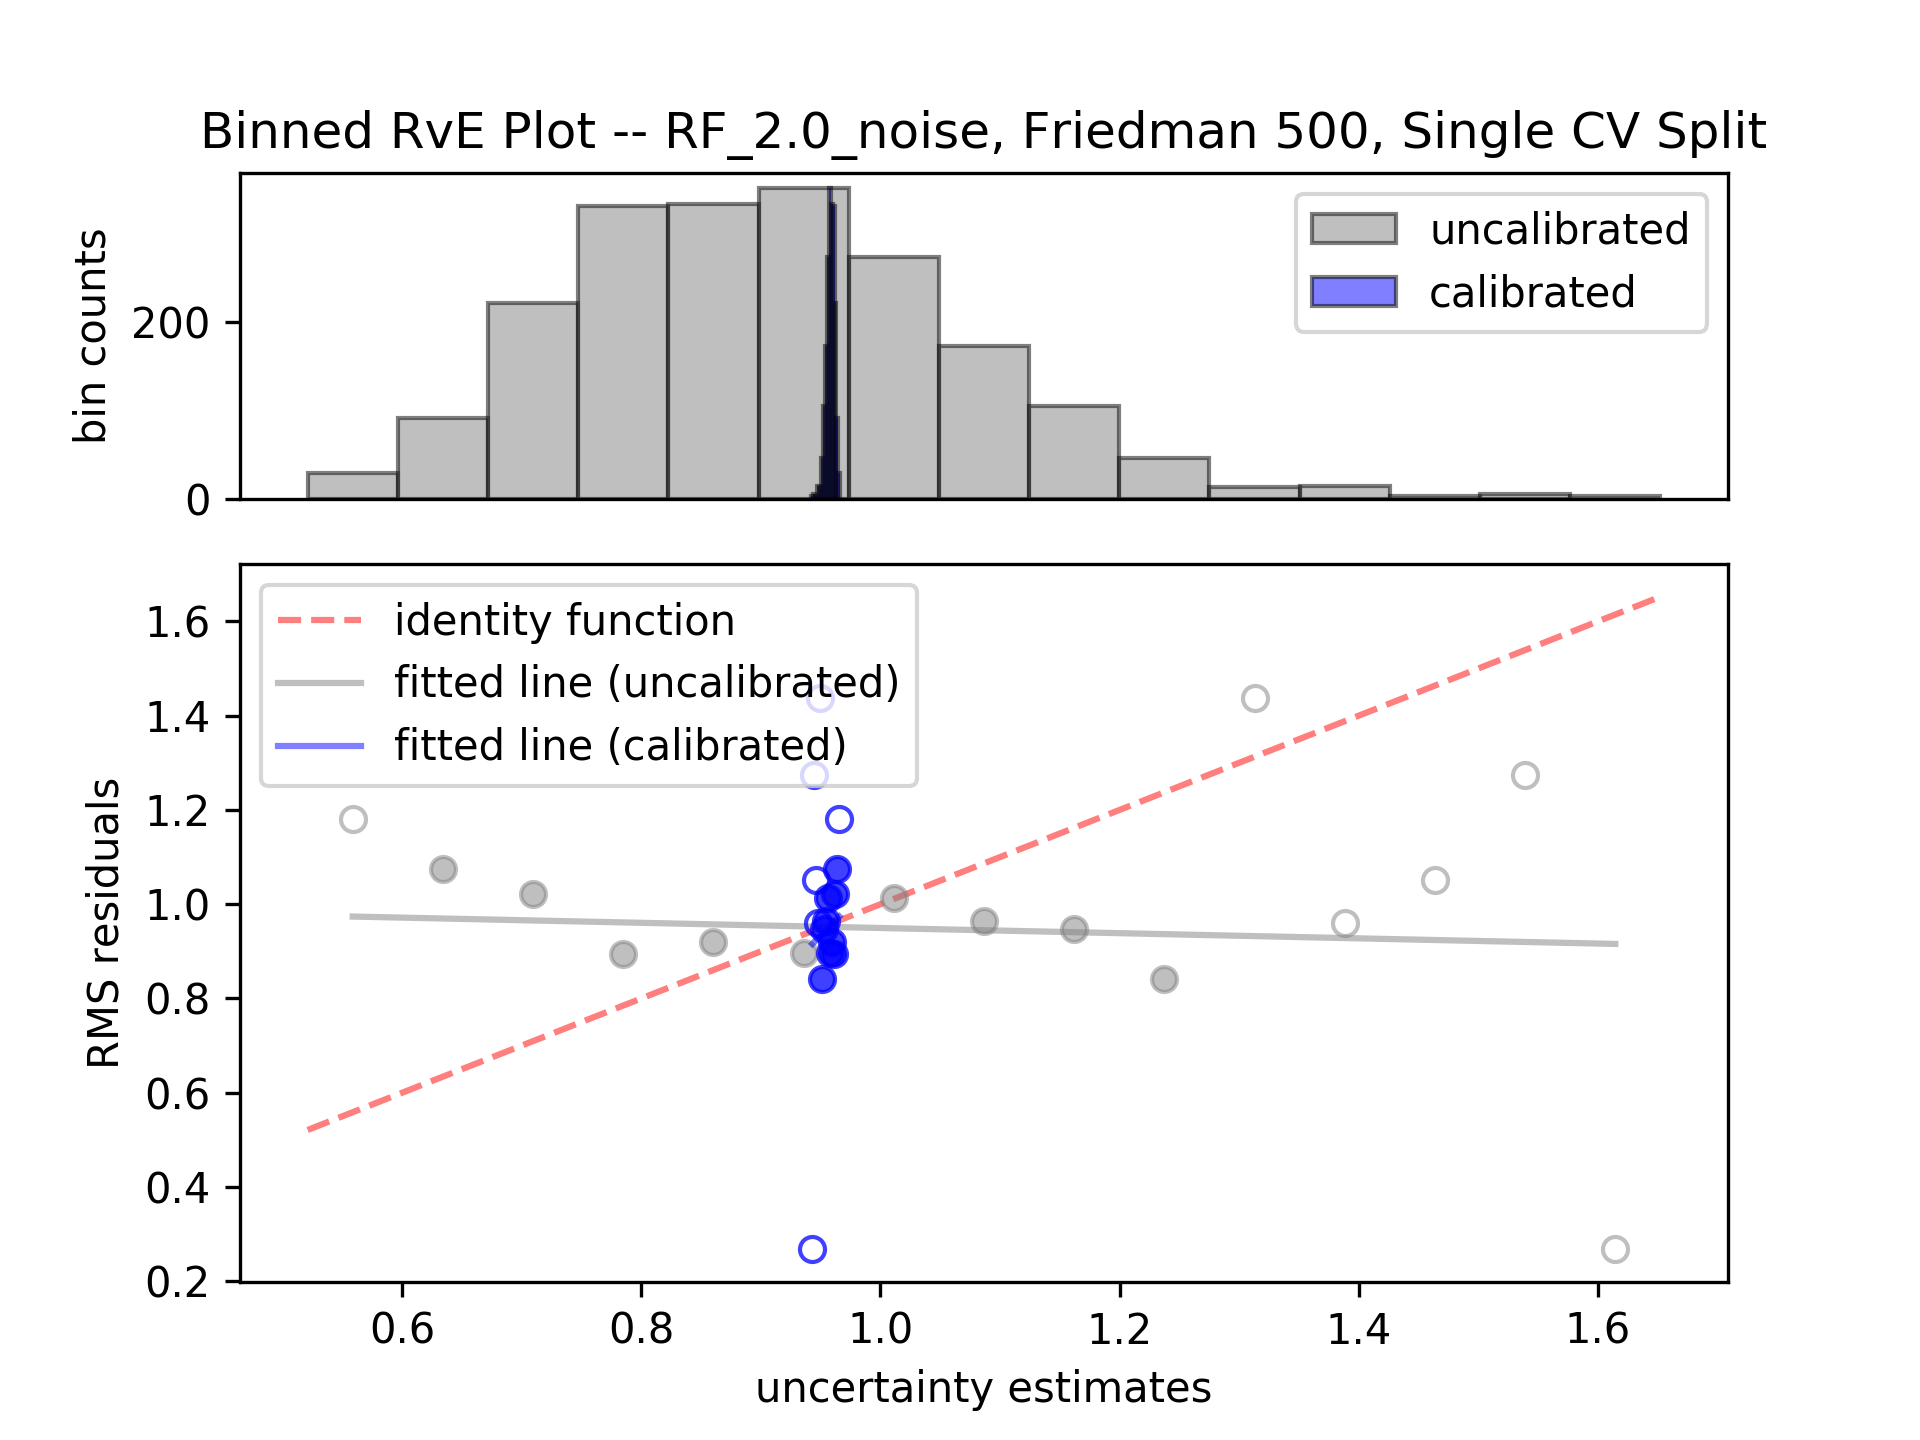 Binned RvE Plot -- RF_2.0_noise, Friedman 500, Single CV Split
bin counts
200
0
uncalibrated
calibrated
RMS residuals
1.6
1.4
1.2
1.0
0.8
0.6
0.4
0.2
identity function
fitted line (uncalibrated)
fitted line (calibrated)
0.6 0.8 1.0 1.2 1.4 1.6
uncertainty estimates